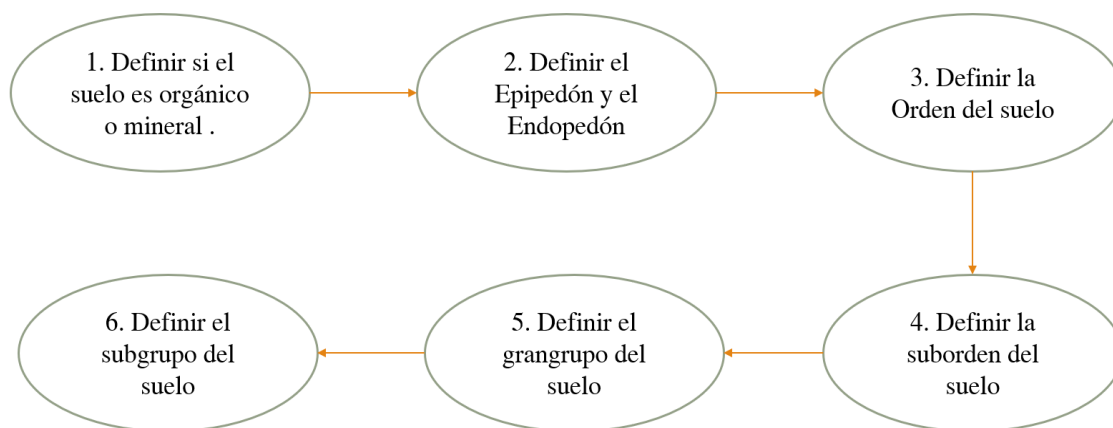 1. Definir si el
suelo es orgánico
o mineral .
2. Definir el
Epipedón y el
Endopedón
3. Definir la
Orden del suelo
4. Definir la
suborden del
suelo
5. Definir el
grangrupo del
suelo
6. Definir el
subgrupo del
suelo